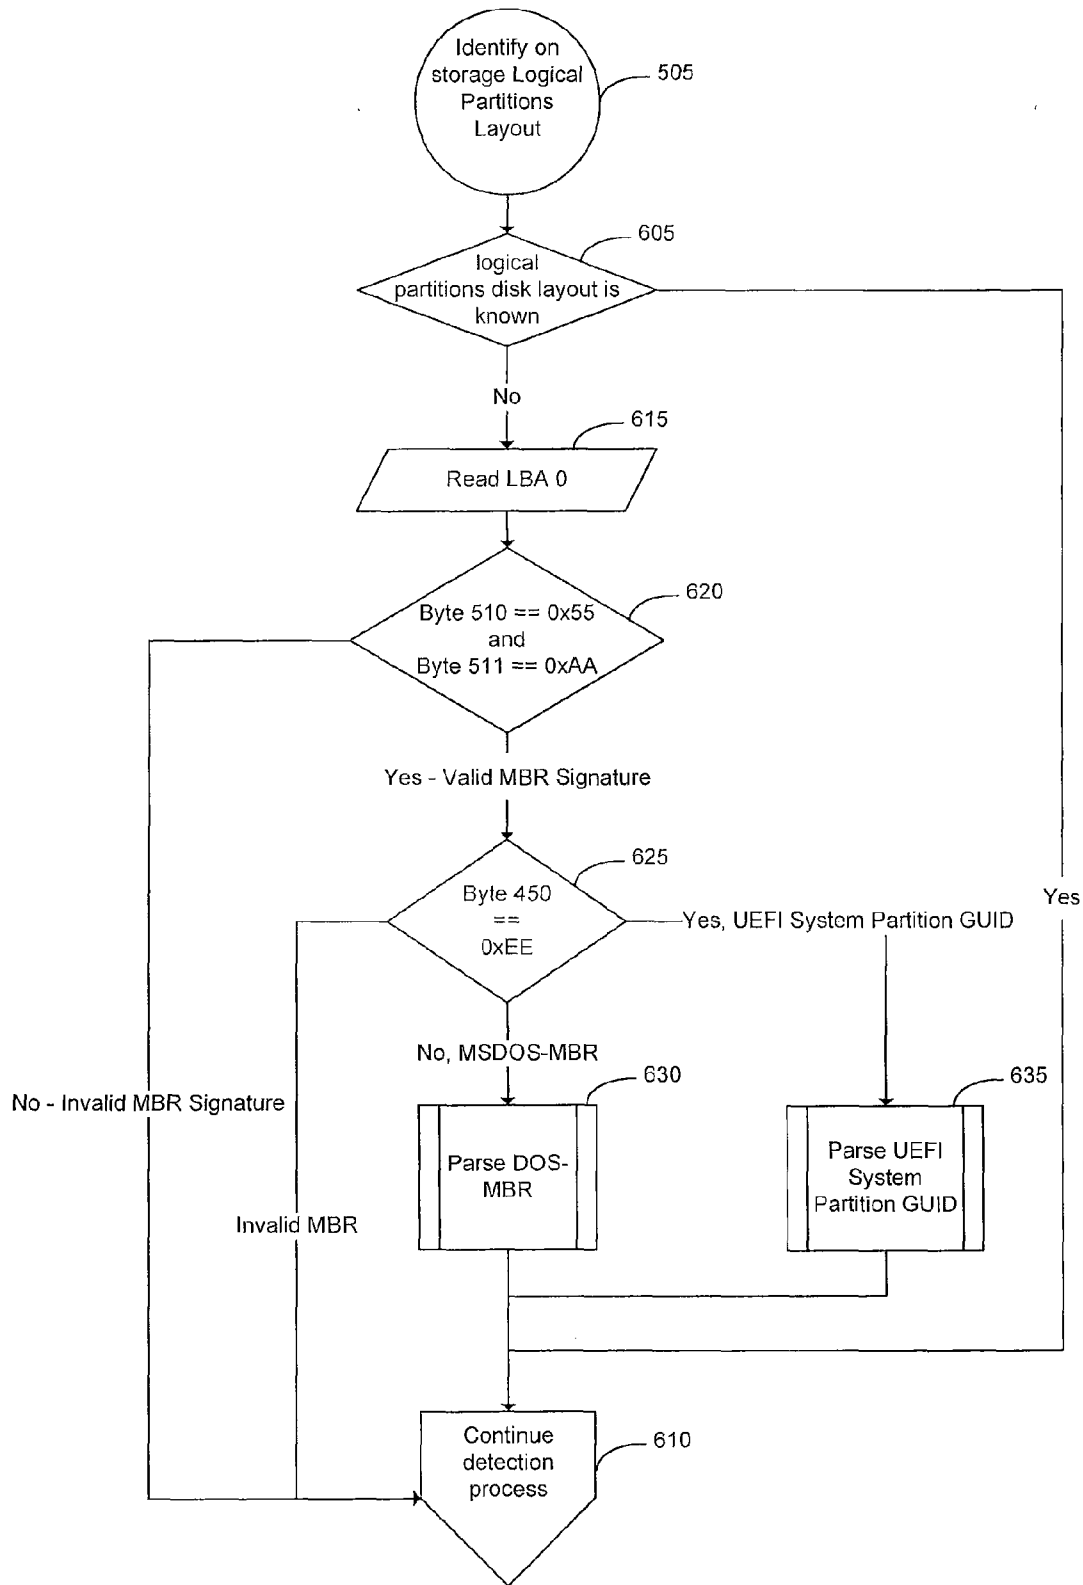 Identify on
storage Logical
Partitions
Layout
505
605
logical
partitions disk layout is
known
No
615
Read LBA 0
620
Byte 510 == 0x55
and
Byte 511 == 0xAA
Yes - Valid MBR Signature
625
Byte 450
==
0xEE
Yes, UEFI System Partition GUID
Yes
No, MSDOS-MBR
630
635
No - Invalid MBR Signature
Parse DOS-
MBR
Parse UEFI
System
Partition GUID
Invalid MBR
Continue
detection
process
610